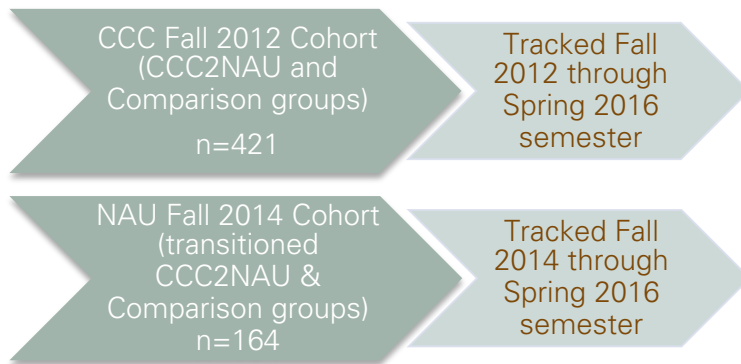 CCC Fall 2012 Cohort
(CCC2NAU and
Comparison groups)
n=421
Tracked Fall
2012 through
Spring 2016
semester
NAU Fall 2014 Cohort
(transitioned
CCC2NAU &
Comparison groups)
n=164
Tracked Fall
2014 through
Spring 2016
semester